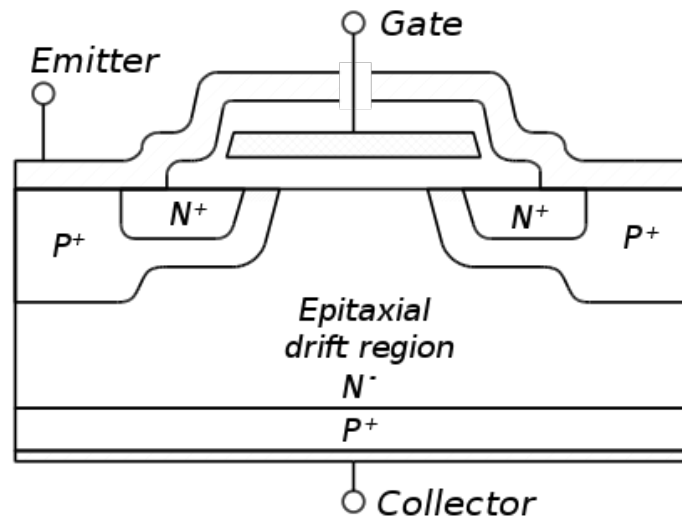 Gate
Emitter
N⁺
N⁺
P⁺
P⁺
Epitaxial
drift region
N⁻
P⁺
Collector